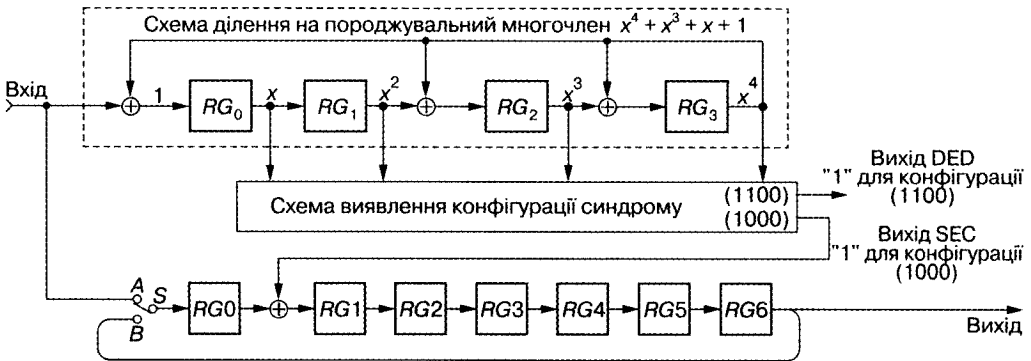 Схема ділення на породжувальний многочлен x⁴ + x³ + x + 1
Вхід
1
RG₀
x
RG₁
x²
RG₂
x³
RG₃
x⁴
Схема виявлення конфігурації синдрому
(1100)
(1000)
Вихід DED
"1" для конфігурації
(1100)
Вихід SEC
"1" для конфігурації
(1000)
A
S
B
RG0
RG1
RG2
RG3
RG4
RG5
RG6
Вихід